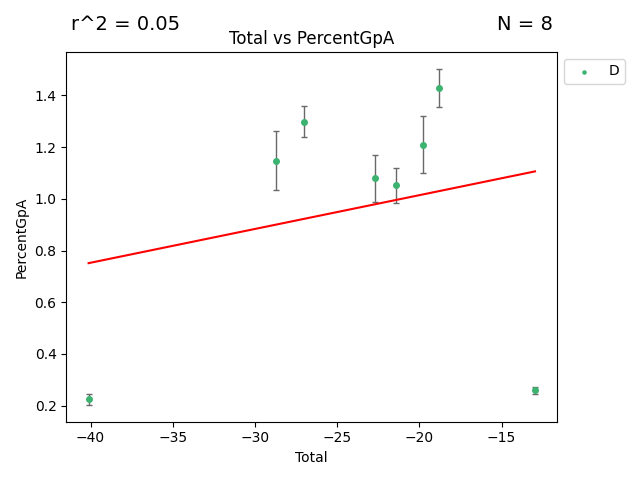 r^2 = 0.05
N = 8
Total vs PercentGpA
D
PercentGpA
1.4
1.2
1.0
0.8
0.6
0.4
0.2
−40
−35
−30
−25
−20
−15
Total